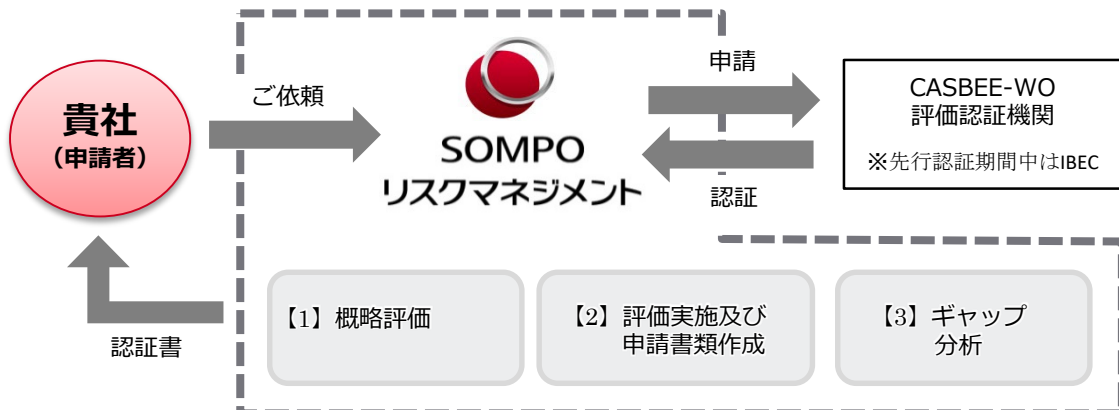 貴社
（申請者）
ご依頼
SOMPO
リスクマネジメント
申請
認証
CASBEE-WO
評価認証機関
※先行認証期間中はIBEC
認証書
【1】概略評価
【2】評価実施及び
申請書類作成
【3】ギャップ
分析